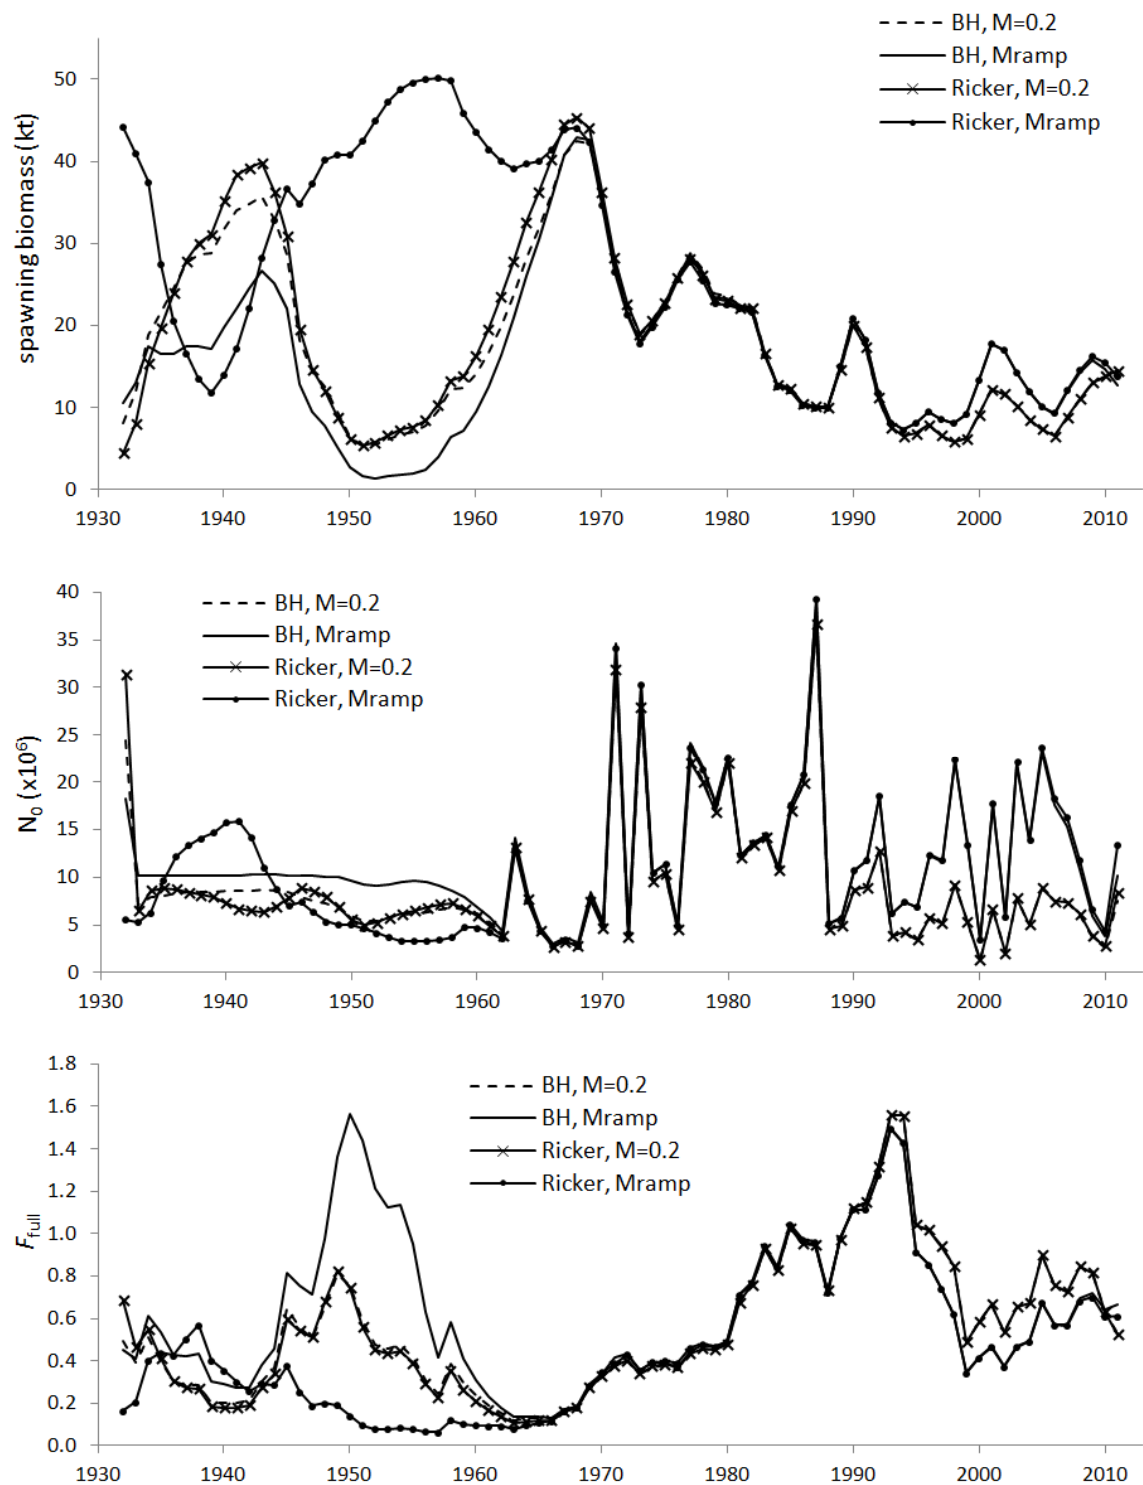 BH, M=0.2
BH, Mramp
Ricker, M=0.2
Ricker, Mramp
spawning biomass (kt)
50
40
30
20
10
0
1930 1940 1950 1960 1970 1980 1990 2000 2010
BH, M=0.2
BH, Mramp
Ricker, M=0.2
Ricker, Mramp
N₀ (x10⁶)
40
35
30
25
20
15
10
5
0
1930 1940 1950 1960 1970 1980 1990 2000 2010
BH, M=0.2
BH, Mramp
Ricker, M=0.2
Ricker, Mramp
F full
1.8
1.6
1.4
1.2
1.0
0.8
0.6
0.4
0.2
0.0
1930 1940 1950 1960 1970 1980 1990 2000 2010